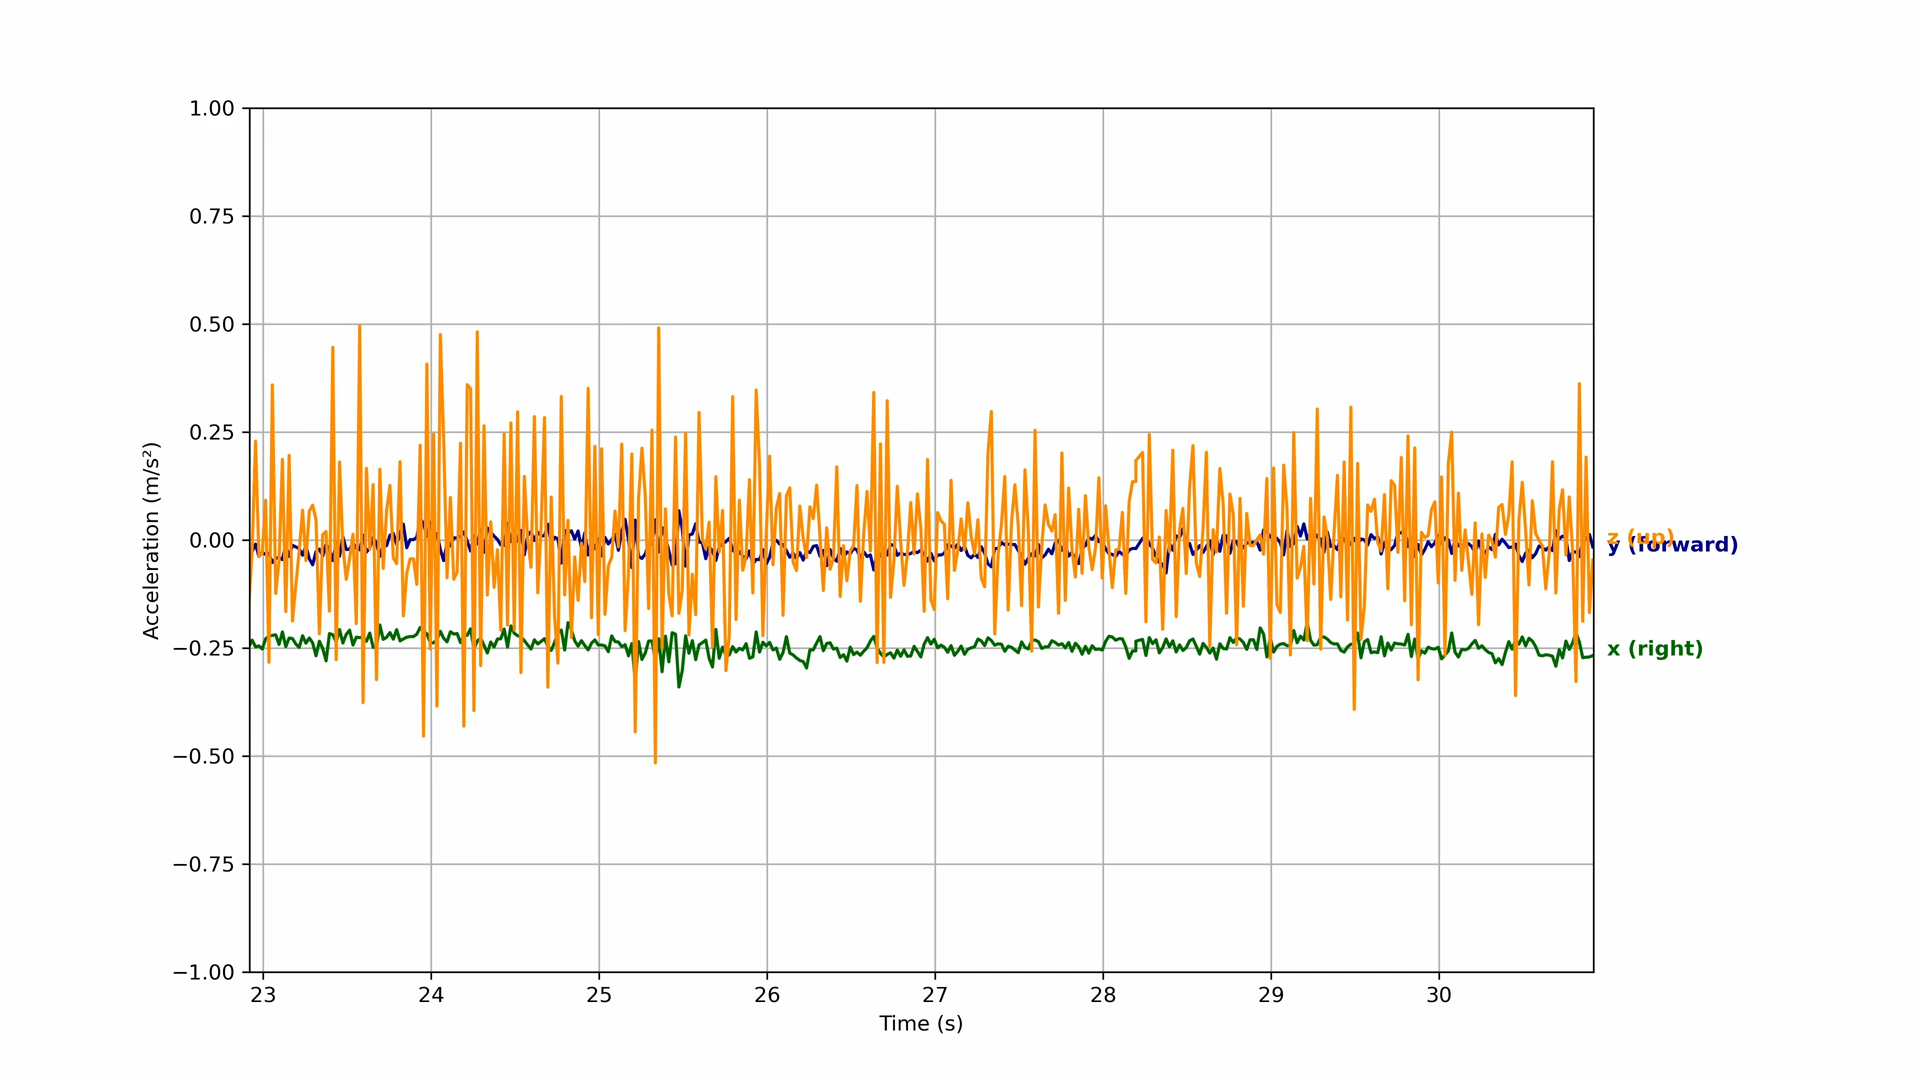 1.00
0.75
0.50
0.25
0.00
−0.25
−0.50
−0.75
−1.00
Acceleration (m/s²)
23 24 25 26 27 28 29 30
Time (s)
z (up)
y (forward)
x (right)